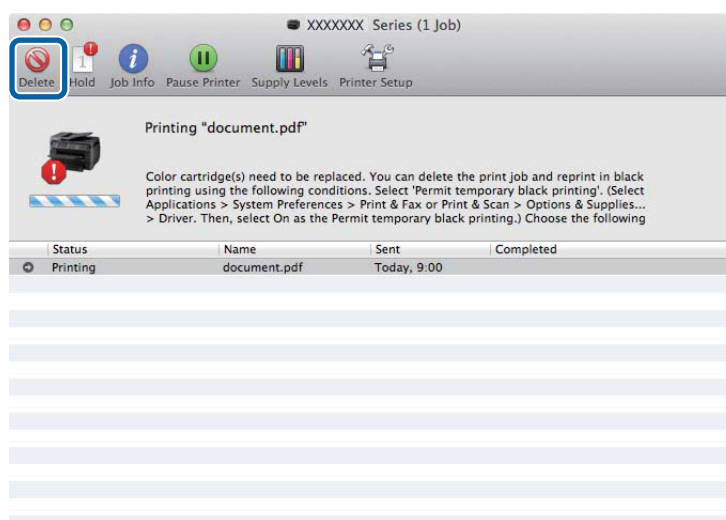 XXXXXXX Series (1 Job)
1
Delete Hold Job Info Pause Printer Supply Levels Printer Setup
Printing "document.pdf"
Color cartridge(s) need to be replaced. You can delete the print job and reprint in black
printing using the following conditions. Select 'Permit temporary black printing'. (Select
Applications > System Preferences > Print & Fax or Print & Scan > Options & Supplies...
> Driver. Then, select On as the Permit temporary black printing.) Choose the following
Status Name Sent Completed
Printing document.pdf Today, 9:00